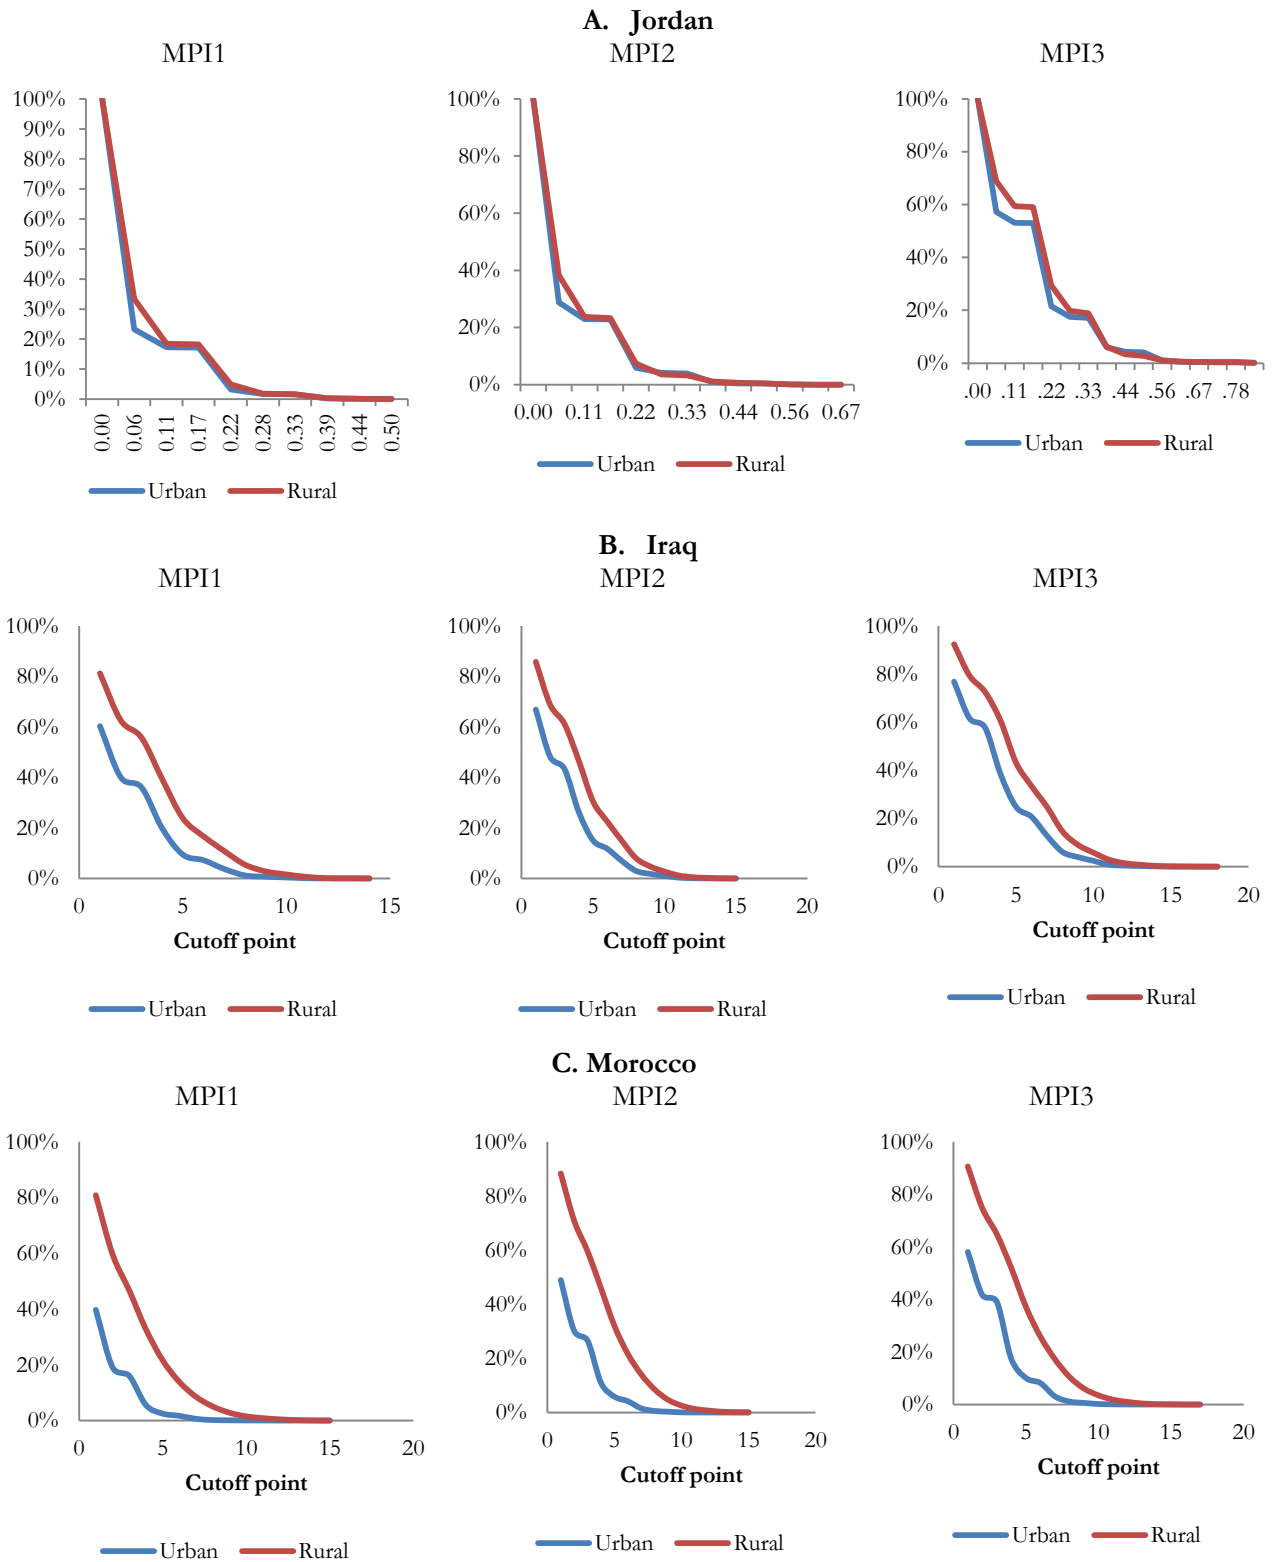 A. Jordan
MPI1 MPI2 MPI3
100%
90%
80%
70%
60%
50%
40%
30%
20%
10%
0%
0.00 0.06 0.11 0.17 0.22 0.28 0.33 0.39 0.44 0.50
Urban Rural
100%
80%
60%
40%
20%
0%
0.00 0.11 0.22 0.33 0.44 0.56 0.67
Urban Rural
100%
80%
60%
40%
20%
0%
.00 .11 .22 .33 .44 .56 .67 .78
Urban Rural
B. Iraq
MPI1 MPI2 MPI3
100%
80%
60%
40%
20%
0%
0 5 10 15
Cutoff point
Urban Rural
100%
80%
60%
40%
20%
0%
0 5 10 15 20
Cutoff point
Urban Rural
100%
80%
60%
40%
20%
0%
0 5 10 15 20
Cutoff point
Urban Rural
C. Morocco
MPI1 MPI2 MPI3
100%
80%
60%
40%
20%
0%
0 5 10 15 20
Cutoff point
Urban Rural
100%
80%
60%
40%
20%
0%
0 5 10 15 20
Cutoff point
Urban Rural
100%
80%
60%
40%
20%
0%
0 5 10 15 20
Cutoff point
Urban Rural